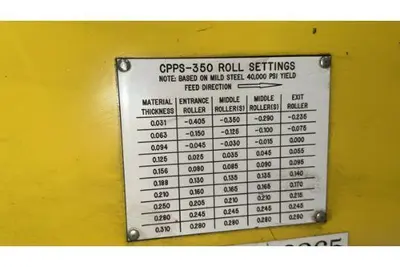 CPPS-350 ROLL SETTINGS
NOTE: BASED ON MILD STEEL 40,000 PSI YIELD
FEED DIRECTION
MATERIAL THICKNESS ENTRANCE ROLLER MIDDLE ROLLER(S) MIDDLE ROLLER(S) EXIT ROLLER
0.031 -0.405 -0.350 -0.290 -0.235
0.063 -0.150 -0.125 -0.100 -0.075
0.094 -0.045 -0.030 -0.015 0.000
0.125 0.025 0.035 0.045 0.055
0.156 0.080 0.085 0.090 0.095
0.188 0.130 0.135 0.135 0.140
0.210 0.160 0.165 0.165 0.170
0.250 0.205 0.210 0.210 0.215
0.280 0.245 0.245 0.245 0.245
0.310 0.280 0.280 0.280 0.280